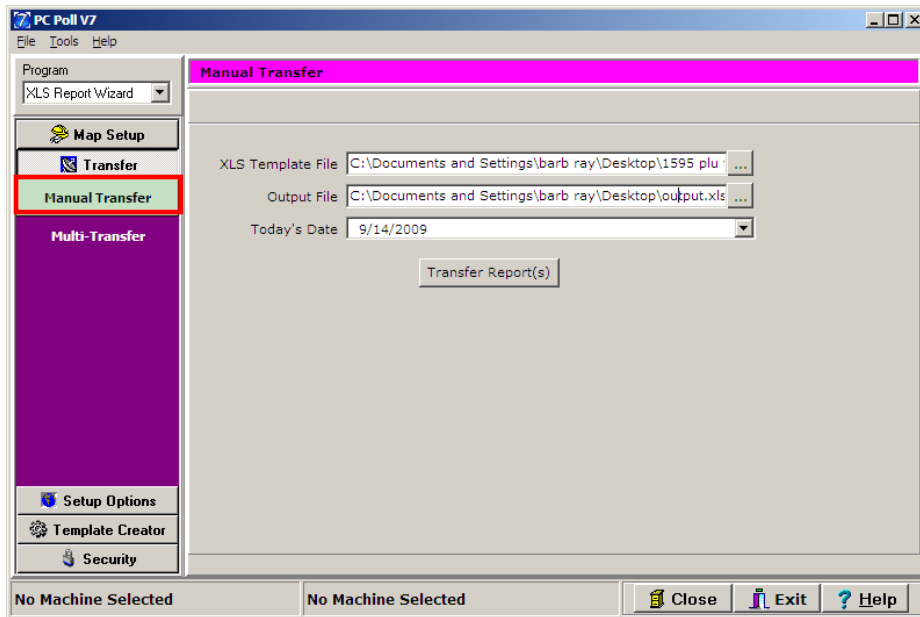 PC Poll V7
File Tools Help
Program
XLS Report Wizard
Map Setup
Transfer
Manual Transfer
Multi-Transfer
Setup Options
Template Creator
Security
Manual Transfer
XLS Template File C:\Documents and Settings\barb ray\Desktop\1595 plu ...
Output File C:\Documents and Settings\barb ray\Desktop\output.xls ...
Today's Date 9/14/2009
Transfer Report(s)
No Machine Selected No Machine Selected Close Exit ? Help